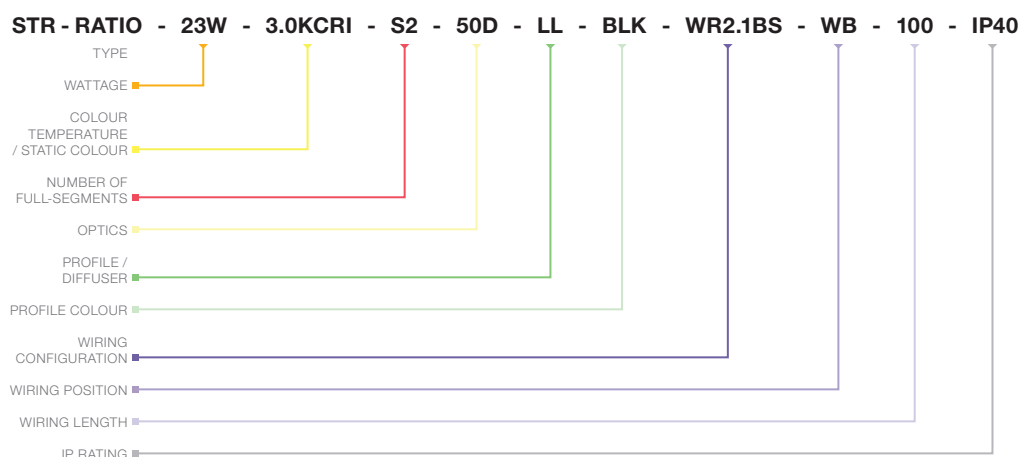 STR - RATIO - 23W - 3.0KCRI - S2 - 50D - LL - BLK - WR2.1BS - WB - 100 - IP40
TYPE
WATTAGE
COLOUR
TEMPERATURE
/ STATIC COLOUR
NUMBER OF
FULL-SEGMENTS
OPTICS
PROFILE /
DIFFUSER
PROFILE COLOUR
WIRING
CONFIGURATION
WIRING POSITION
WIRING LENGTH
IP RATING